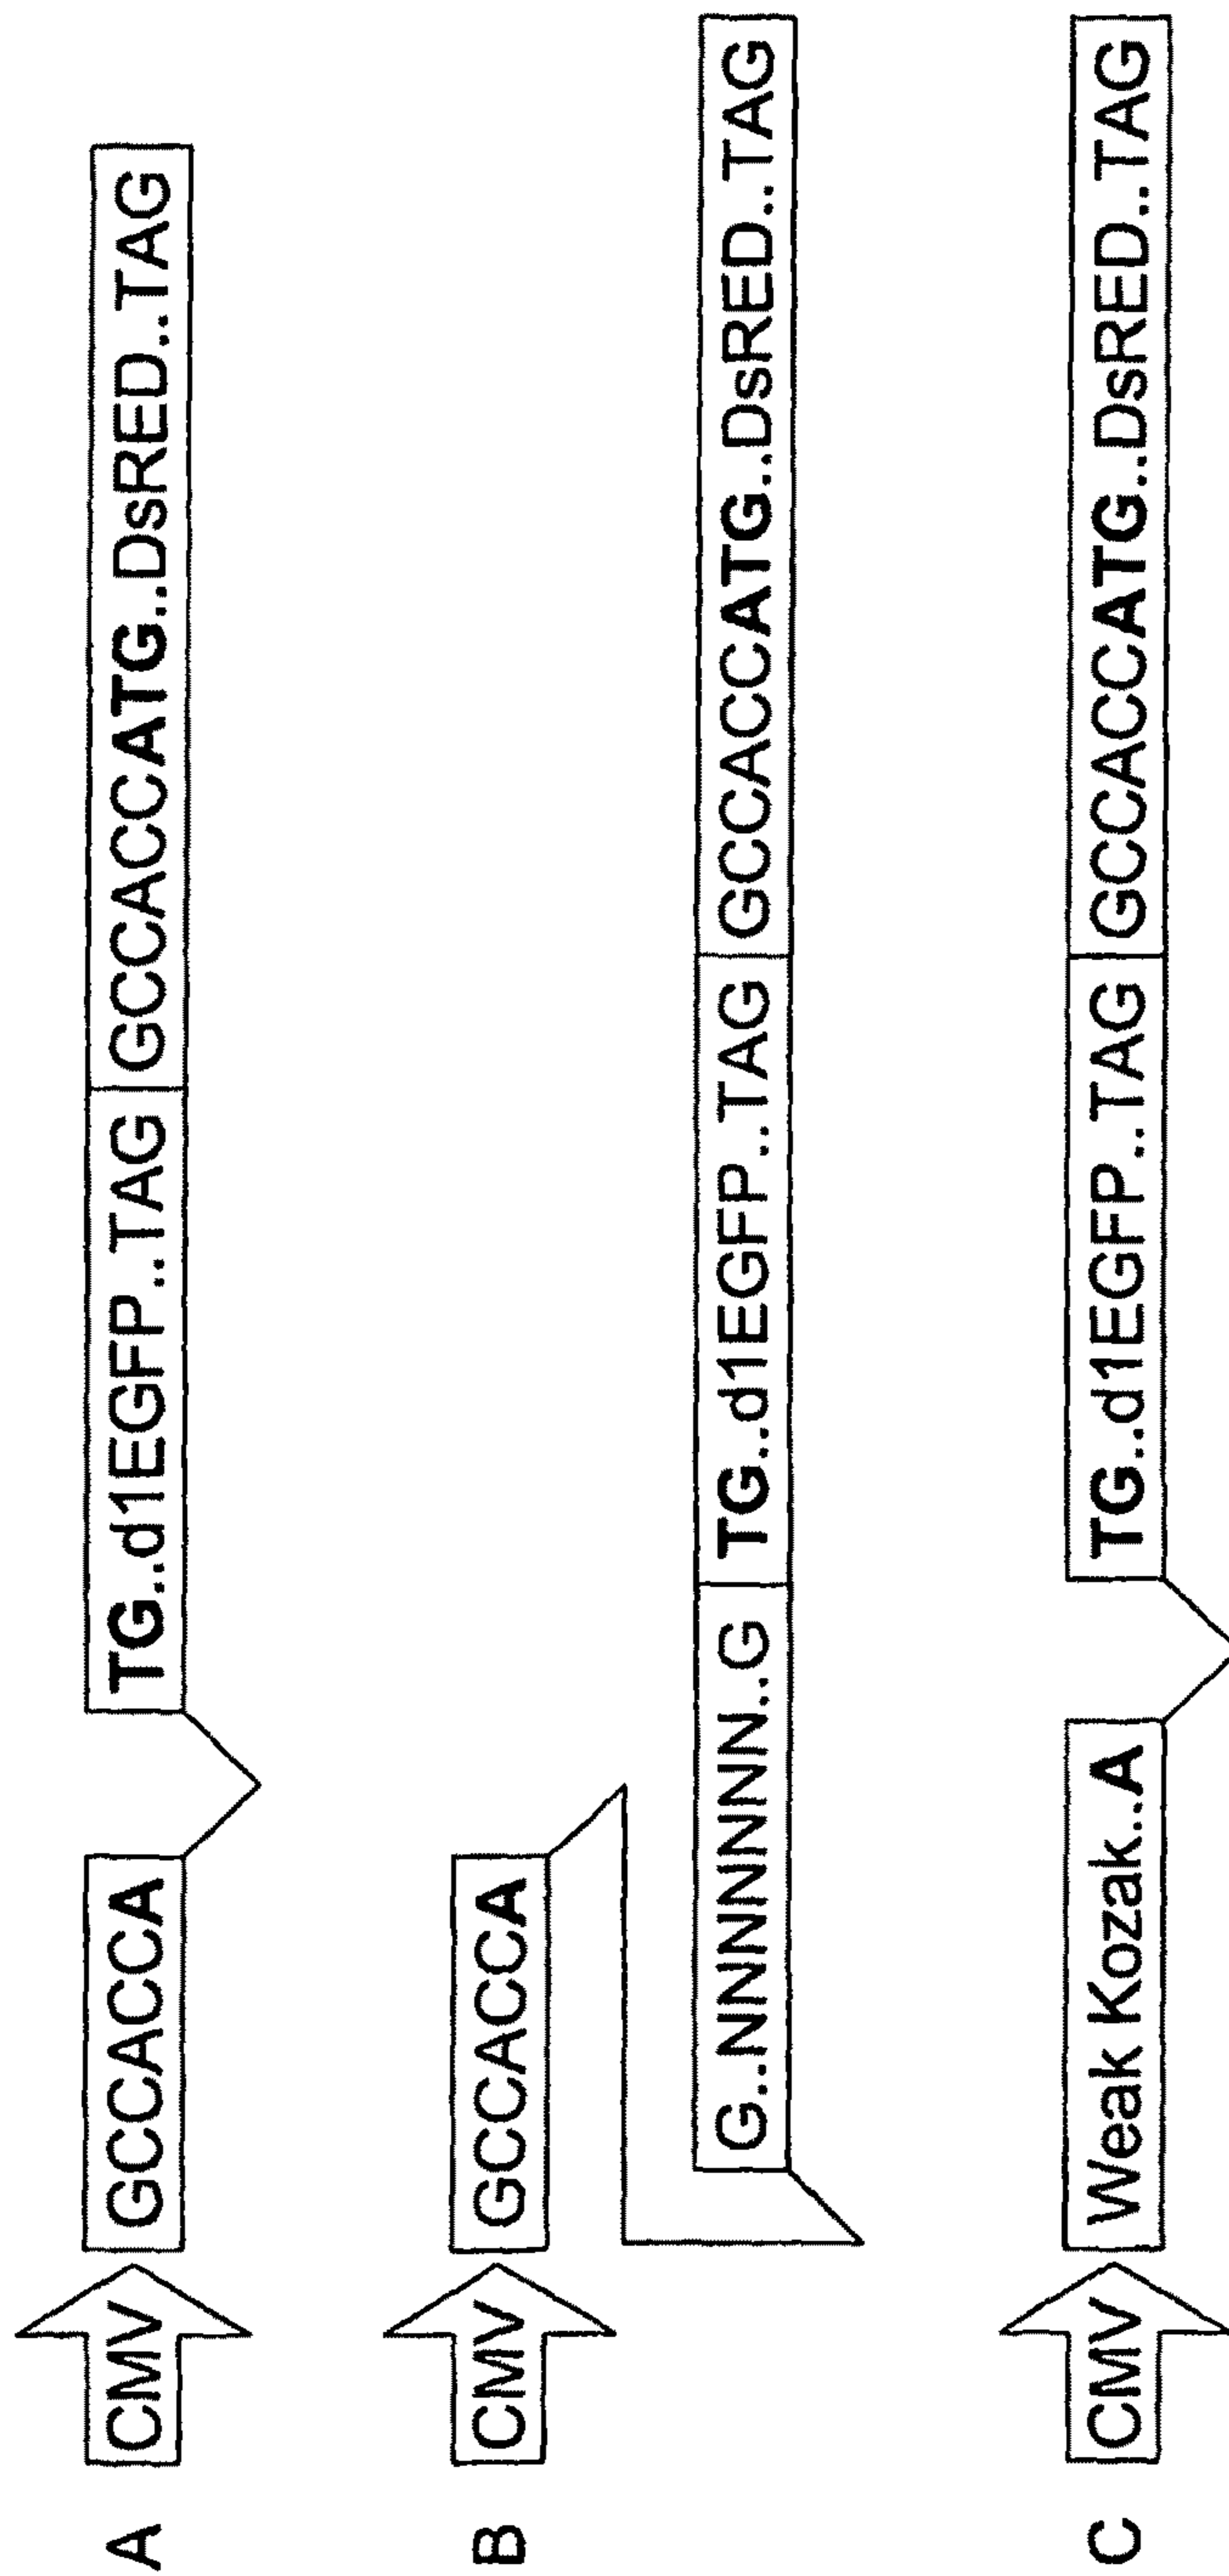 A CMV GCCACCA TG..d1EGFP..TAG GCCACCATG..DsRED..TAG
B CMV GCCACCA
G..NNNNNNN..G TG..d1EGFP..TAG GCCACCATG..DsRED..TAG
C CMV Weak Kozak..A TG..d1EGFP..TAG GCCACCATG..DsRED..TAG